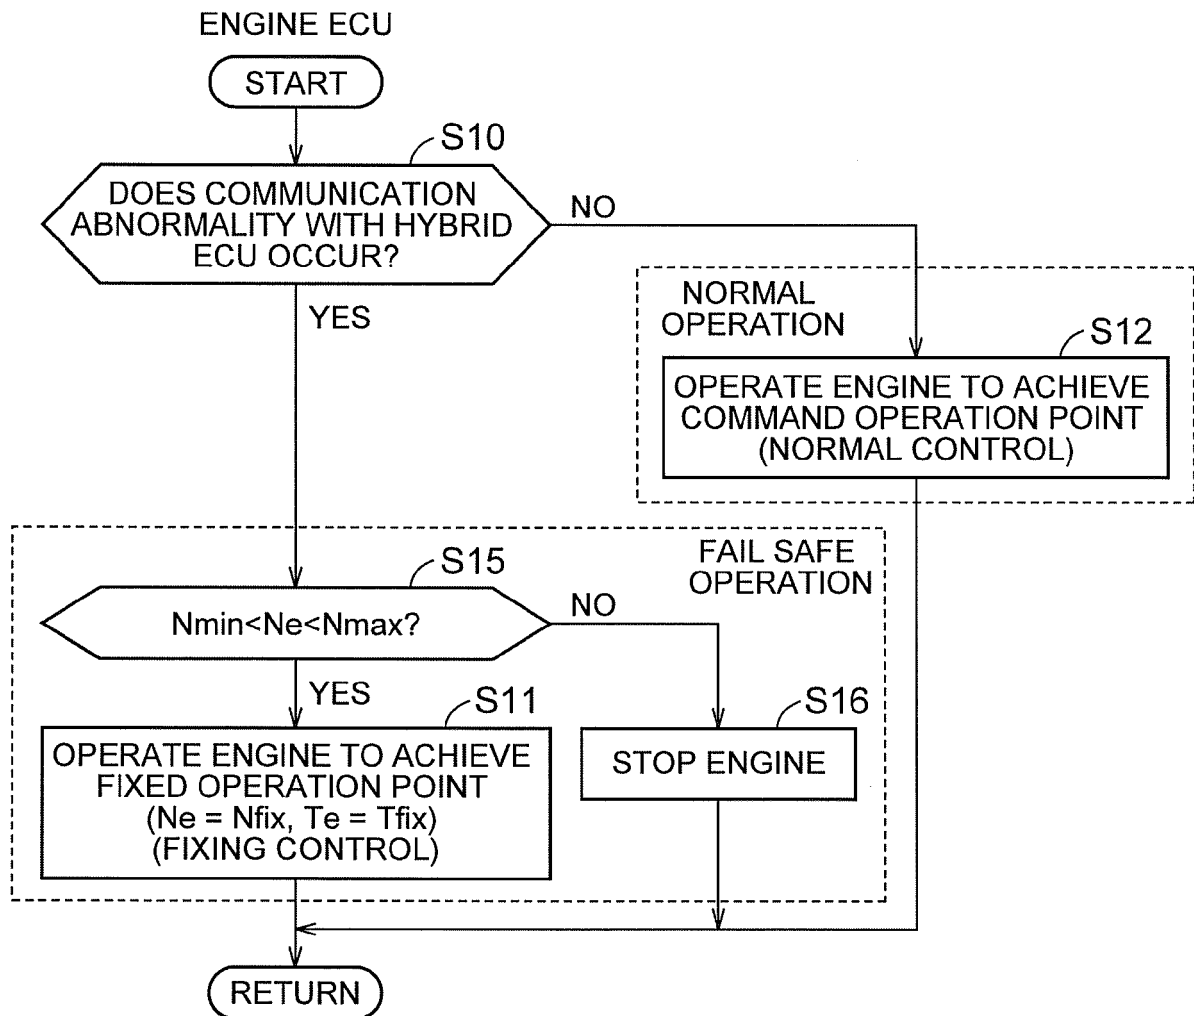 ENGINE ECU
START
S10
DOES COMMUNICATION
ABNORMALITY WITH HYBRID
ECU OCCUR?
NO
YES
NORMAL
OPERATION
S12
OPERATE ENGINE TO ACHIEVE
COMMAND OPERATION POINT
(NORMAL CONTROL)
FAIL SAFE
OPERATION
S15
Nmin<Ne<Nmax?
NO
YES
S11
OPERATE ENGINE TO ACHIEVE
FIXED OPERATION POINT
(Ne = Nfix, Te = Tfix)
(FIXING CONTROL)
S16
STOP ENGINE
RETURN